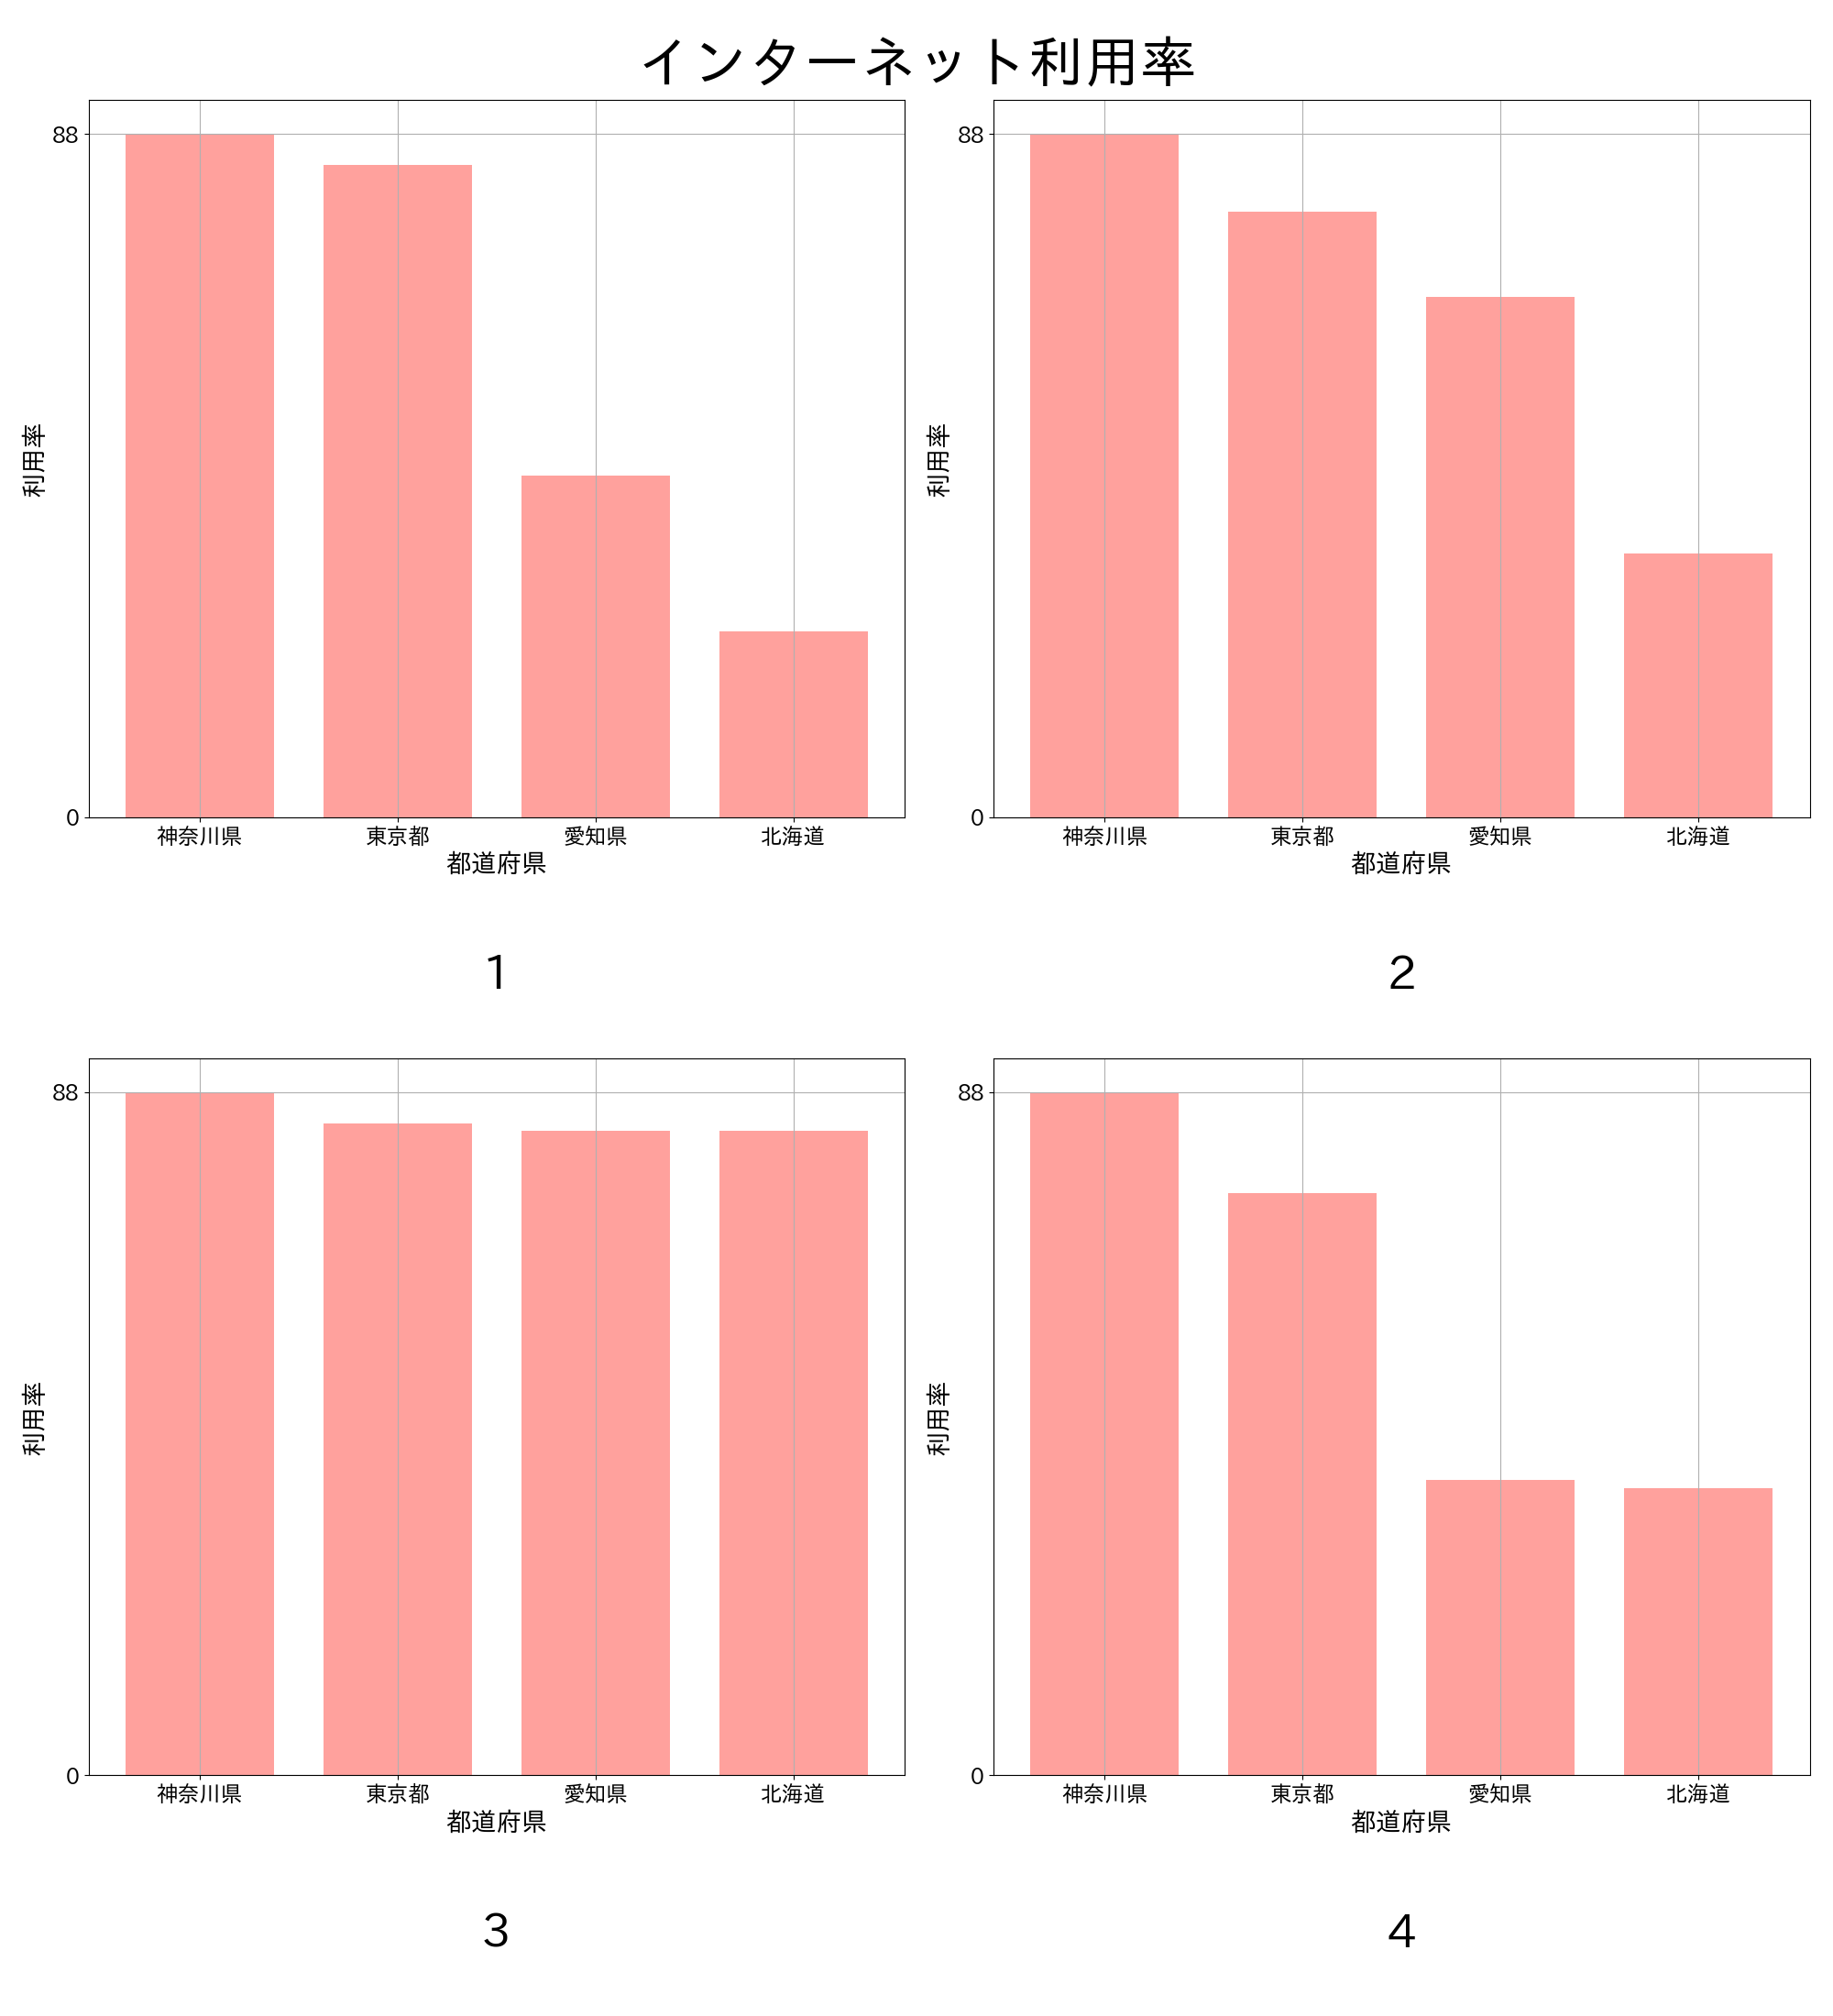 インターネット利用率
88
0
利用率
神奈川県 東京都 愛知県 北海道
都道府県
1
88
0
利用率
神奈川県 東京都 愛知県 北海道
都道府県
2
88
0
利用率
神奈川県 東京都 愛知県 北海道
都道府県
3
88
0
利用率
神奈川県 東京都 愛知県 北海道
都道府県
4